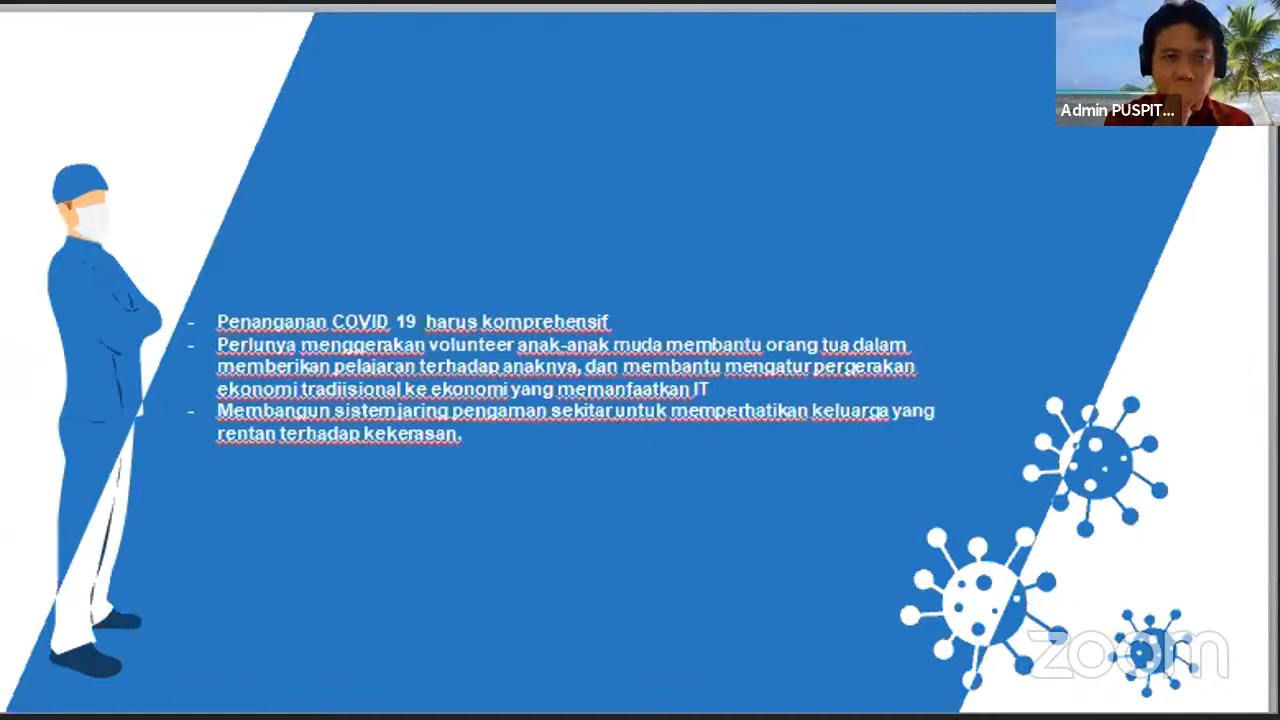 Admin PUSPIT...
- Penanganan COVID 19 harus komprehensif
- Perlunya menggerakan volunteer anak-anak muda membantu orang tua dalam
memberikan pelajaran terhadap anaknya, dan membantu mengatur pergerakan
ekonomi tradiisional ke ekonomi yang memanfaatkan IT
- Membangun sistem jaring pengaman sekitar untuk memperhatikan keluarga yang
rentan terhadap kekerasan.
zoom